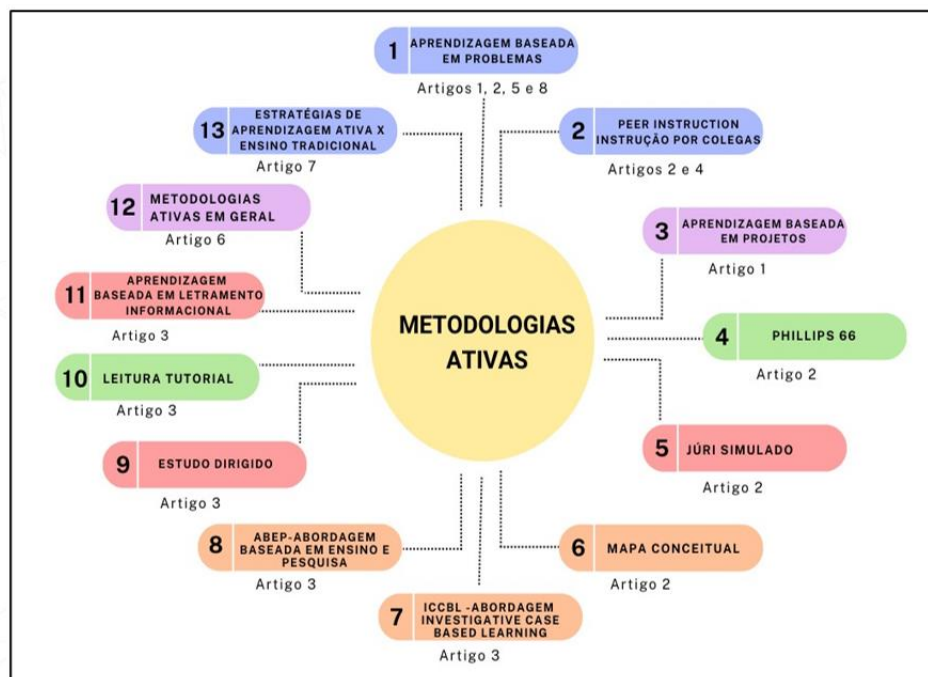 1
APRENDIZAGEM BASEADA
EM PROBLEMAS
Artigos 1, 2, 5 e 8
13
ESTRATÉGIAS DE
APRENDIZAGEM ATIVA X
ENSINO TRADICIONAL
Artigo 7
2
PEER INSTRUCTION
INSTRUÇÃO POR COLEGAS
Artigos 2 e 4
12
METODOLOGIAS
ATIVAS EM GERAL
Artigo 6
3
APRENDIZAGEM BASEADA
EM PROJETOS
Artigo 1
11
APRENDIZAGEM
BASEADA EM LETRAMENTO
INFORMACIONAL
Artigo 3
METODOLOGIAS
ATIVAS
4
PHILLIPS 66
Artigo 2
10
LEITURA TUTORIAL
Artigo 3
5
JÚRI SIMULADO
Artigo 2
9
ESTUDO DIRIGIDO
Artigo 3
8
ABEP-ABORDAGEM
BASEADA EM ENSINO E
PESQUISA
Artigo 3
6
MAPA CONCEITUAL
Artigo 2
7
ICCBL -ABORDAGEM
INVESTIGATIVE CASE
BASED LEARNING
Artigo 3